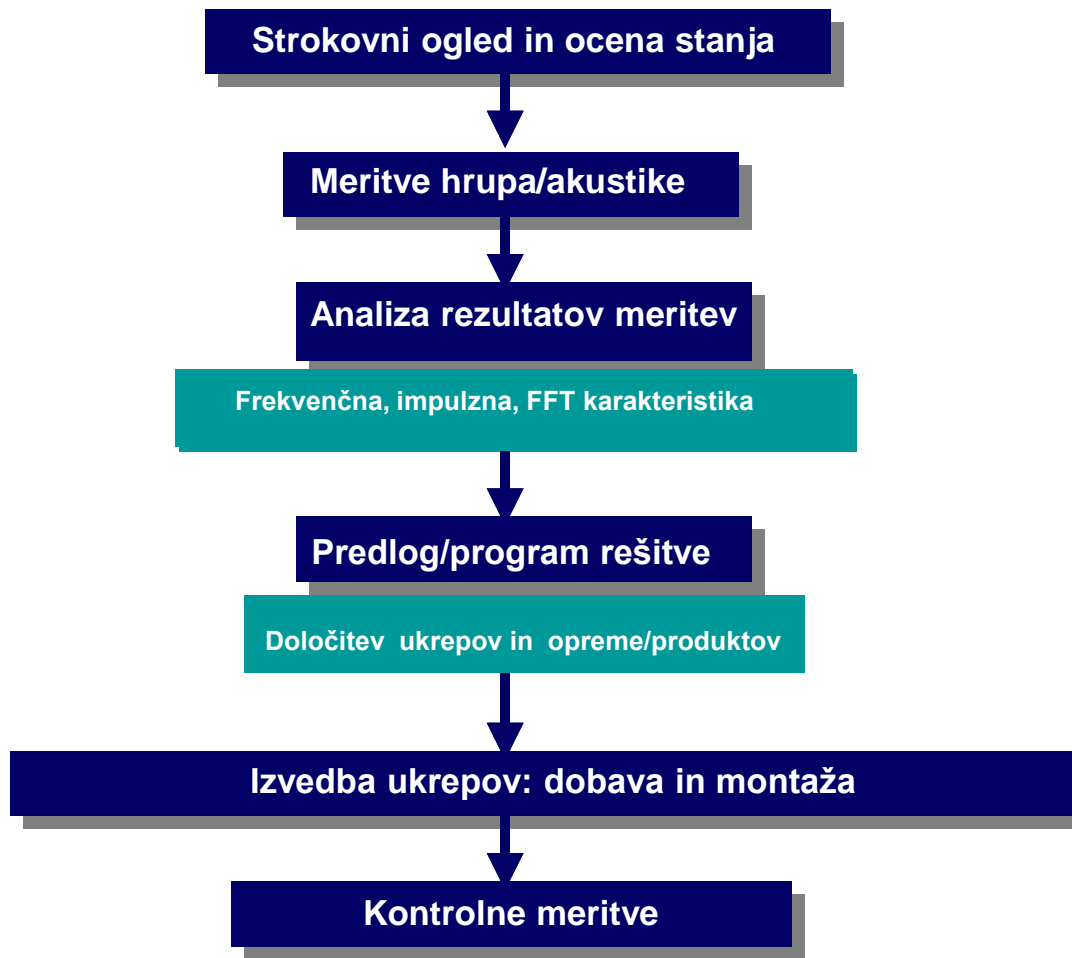 Strokovni ogled in ocena stanja
Meritve hrupa/akustike
Analiza rezultatov meritev
Frekvenčna, impulzna, FFT karakteristika
Predlog/program rešitve
Določitev ukrepov in opreme/produktov
Izvedba ukrepov: dobava in montaža
Kontrolne meritve